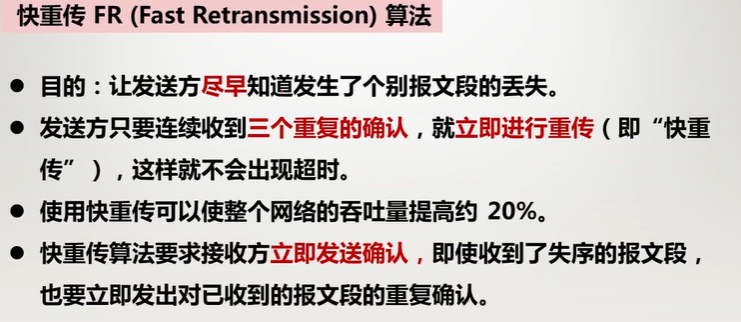 快重传 FR (Fast Retransmission) 算法
● 目的：让发送方尽早知道发生了个别报文段的丢失。
● 发送方只要连续收到三个重复的确认，就立即进行重传（即“快重
传”），这样就不会出现超时。
● 使用快重传可以使整个网络的吞吐量提高约 20%。
● 快重传算法要求接收方立即发送确认，即使收到了失序的报文段，
也要立即发出对已收到的报文段的重复确认。